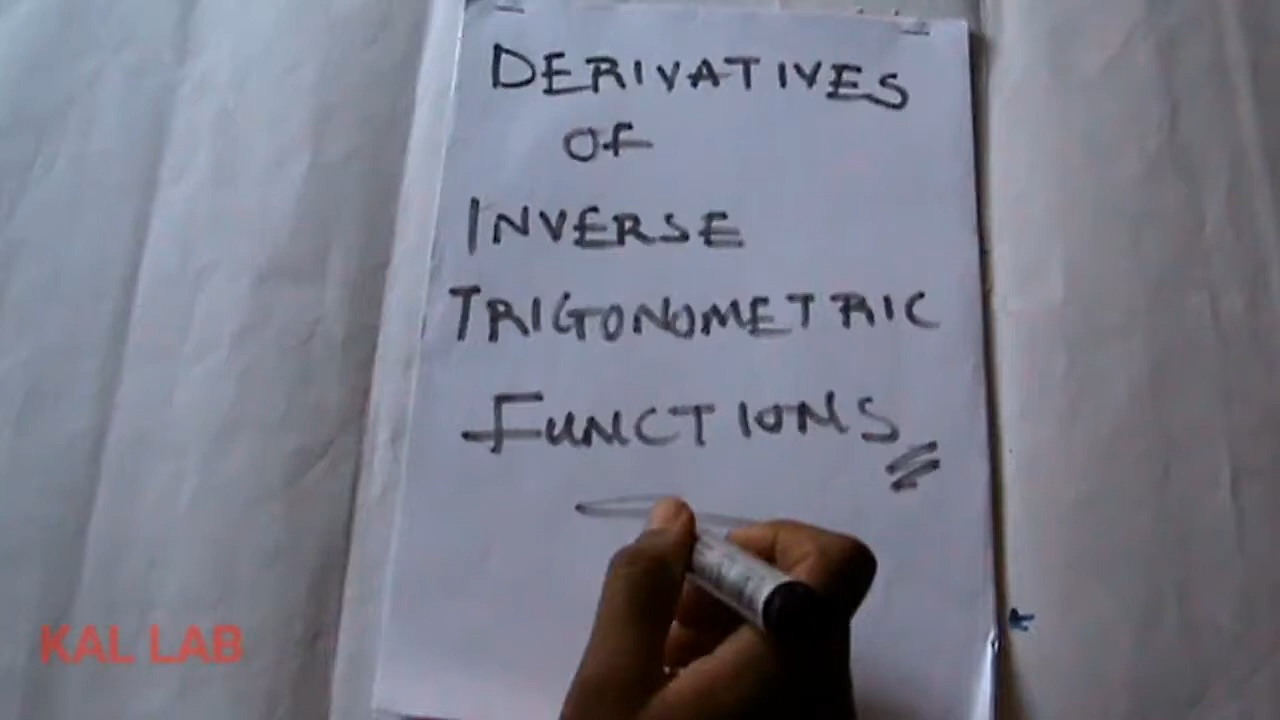 DERIVATIVES
OF
INVERSE
TRIGONOMETRIC
FUNCTIONS
KAL LAB